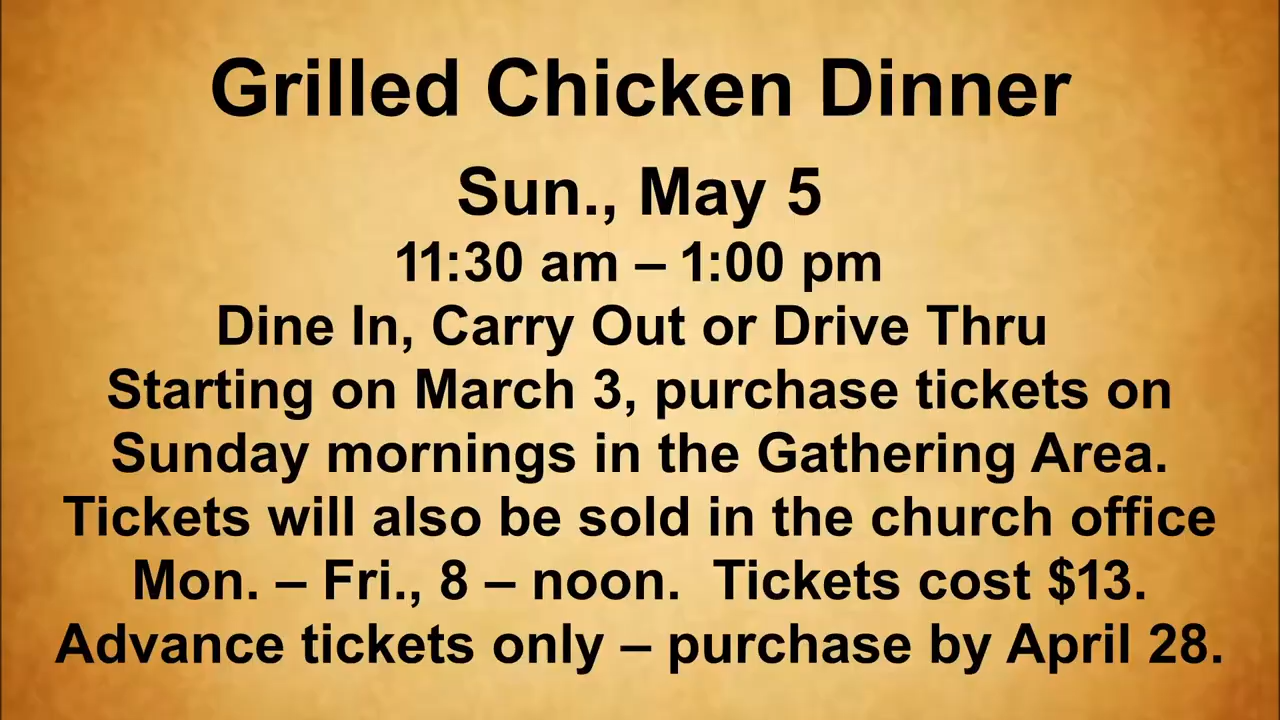 Grilled Chicken Dinner
Sun., May 5
11:30 am – 1:00 pm
Dine In, Carry Out or Drive Thru
Starting on March 3, purchase tickets on
Sunday mornings in the Gathering Area.
Tickets will also be sold in the church office
Mon. – Fri., 8 – noon.  Tickets cost $13.
Advance tickets only – purchase by April 28.